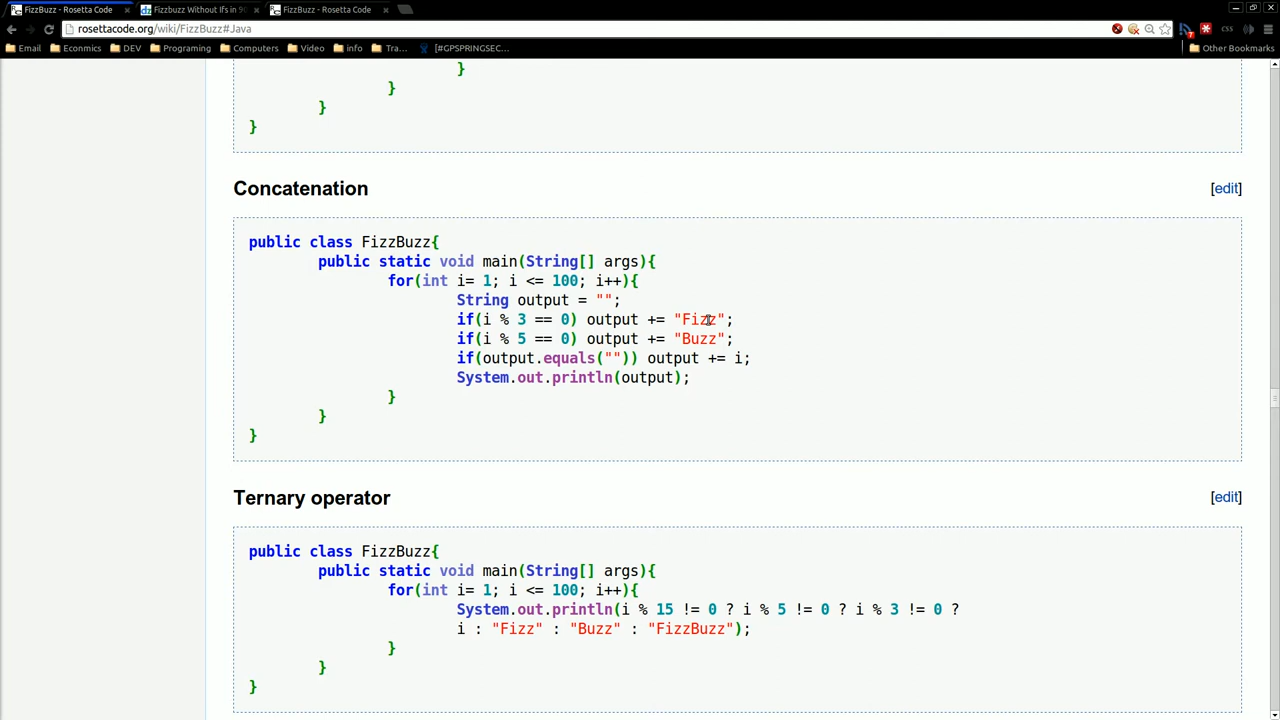 FizzBuzz - Rosetta Code
Fizzbuzz Without Ifs in 90
FizzBuzz - Rosetta Code
rosettacode.org/wiki/FizzBuzz#Java
Email Econmics DEV Programing Computers Video info Tra... [#GPSPRINGSEC... Other Bookmarks
}
}
}
}
Concatenation [edit]
public class FizzBuzz{
public static void main(String[] args){
for(int i= 1; i <= 100; i++){
String output = "";
if(i % 3 == 0) output += "Fizz";
if(i % 5 == 0) output += "Buzz";
if(output.equals("")) output += i;
System.out.println(output);
}
}
}
Ternary operator [edit]
public class FizzBuzz{
public static void main(String[] args){
for(int i= 1; i <= 100; i++){
System.out.println(i % 15 != 0 ? i % 5 != 0 ? i % 3 != 0 ?
i : "Fizz" : "Buzz" : "FizzBuzz");
}
}
}